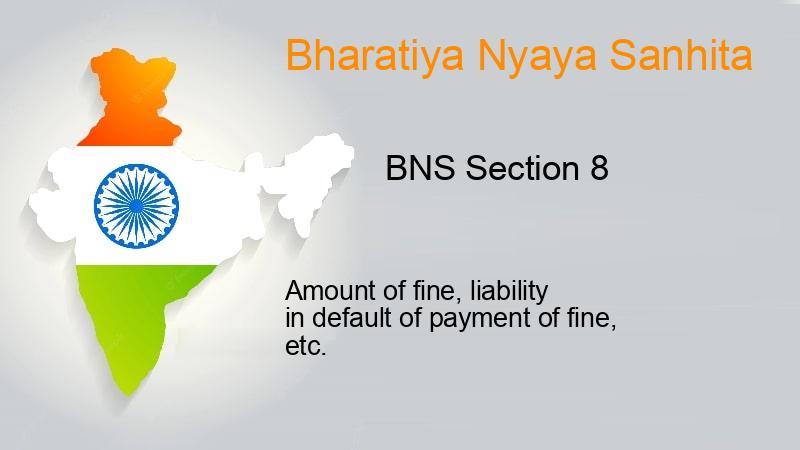 Bharatiya Nyaya Sanhita
BNS Section 8
Amount of fine, liability
in default of payment of fine,
etc.